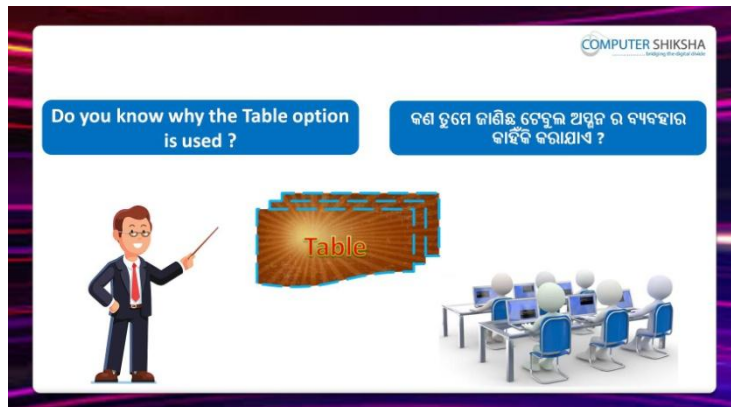 COMPUTER SHIKSHA
bridging the digital divide
Do you know why the Table option
is used ?
କଣ ତୁମେ ଜାଣିଛ ଟେବୁଲ ଅପ୍ସନ ର ବ୍ୟବହାର
କାହିଁକି କରାଯାଏ ?
Table